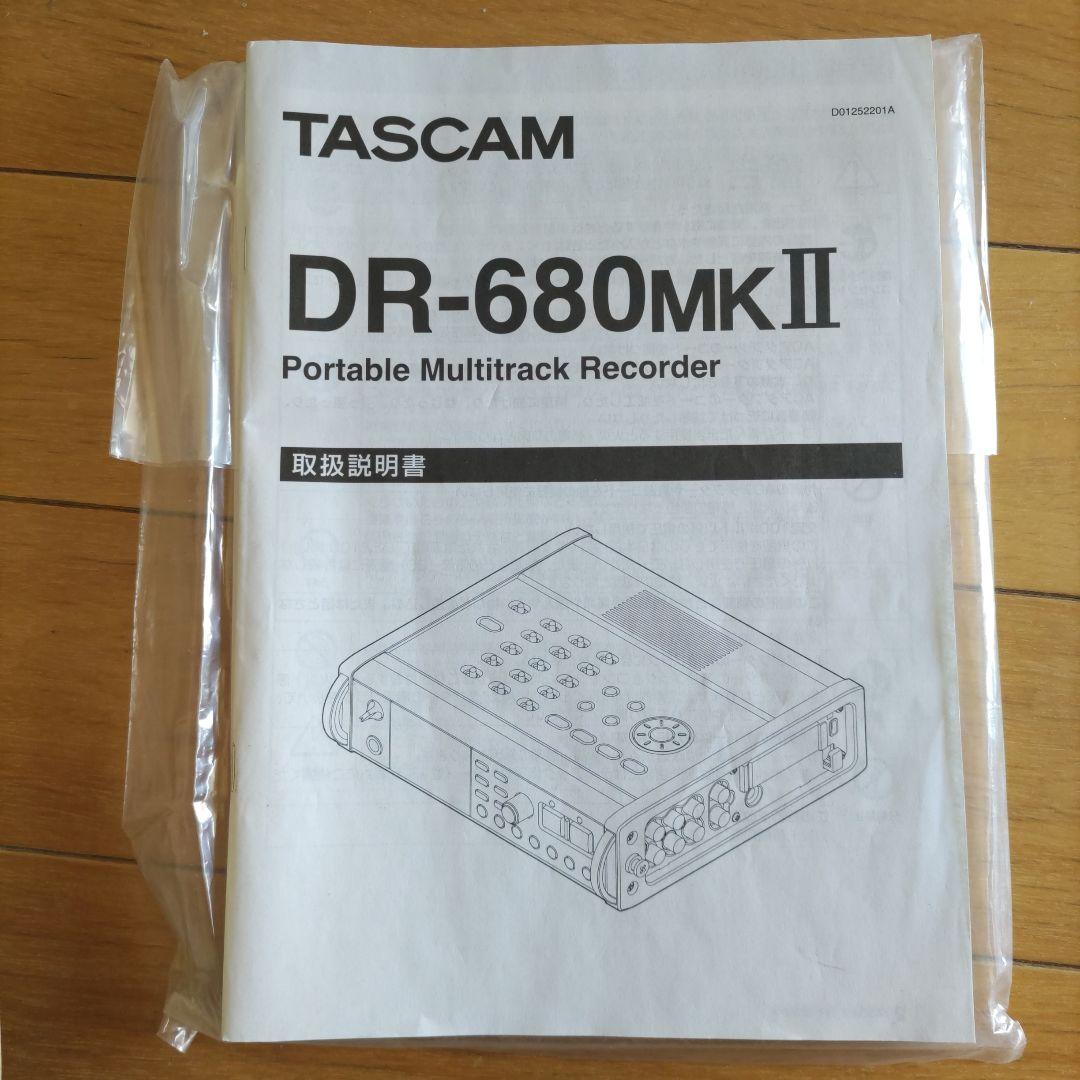 D01252201A
TASCAM
DR-680MKⅡ
Portable Multitrack Recorder
取扱説明書